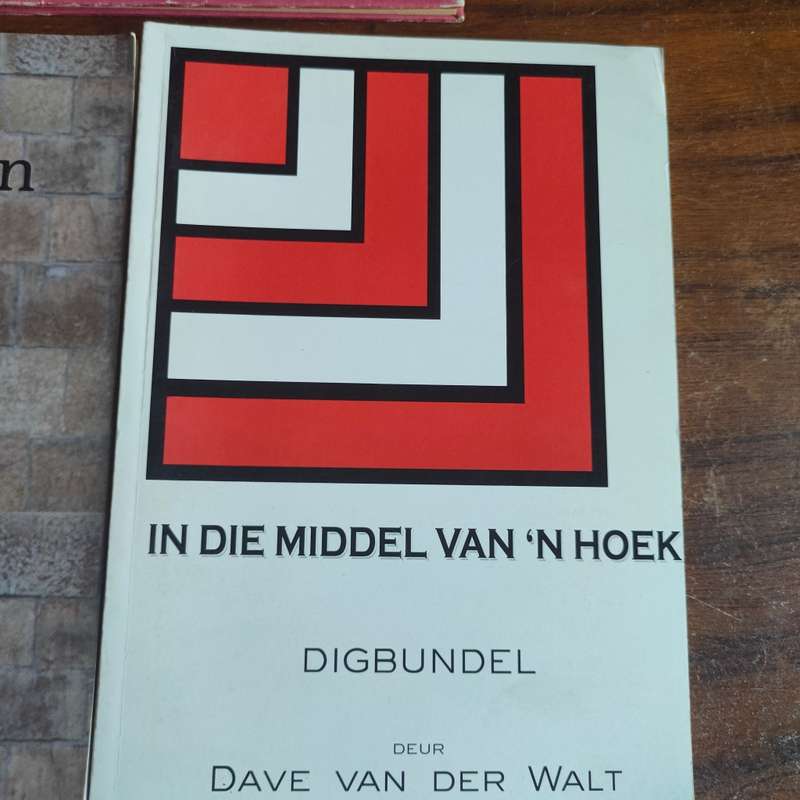 n
IN DIE MIDDEL VAN ‘N HOEK
DIGBUNDEL
DEUR
DAVE VAN DER WALT